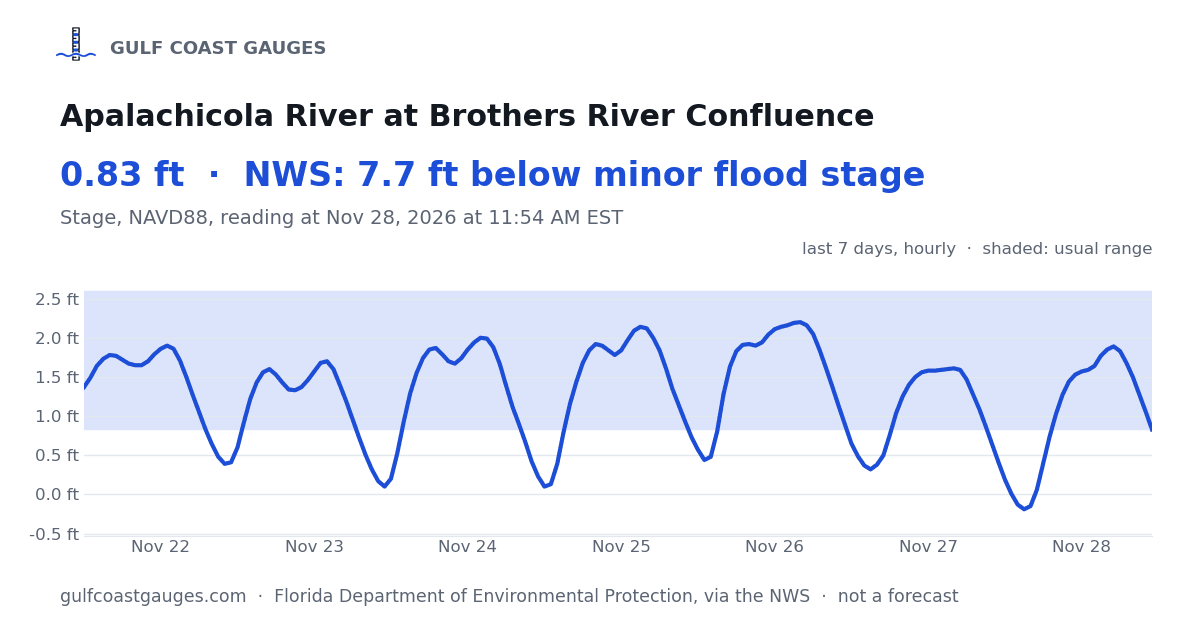 GULF COAST GAUGES
Apalachicola River at Brothers River Confluence
0.83 ft · NWS: 7.7 ft below minor flood stage
Stage, NAVD88, reading at Nov 28, 2026 at 11:54 AM EST
last 7 days, hourly · shaded: usual range
2.5 ft
2.0 ft
1.5 ft
1.0 ft
0.5 ft
0.0 ft
-0.5 ft
Nov 22 Nov 23 Nov 24 Nov 25 Nov 26 Nov 27 Nov 28
gulfcoastgauges.com · Florida Department of Environmental Protection, via the NWS · not a forecast